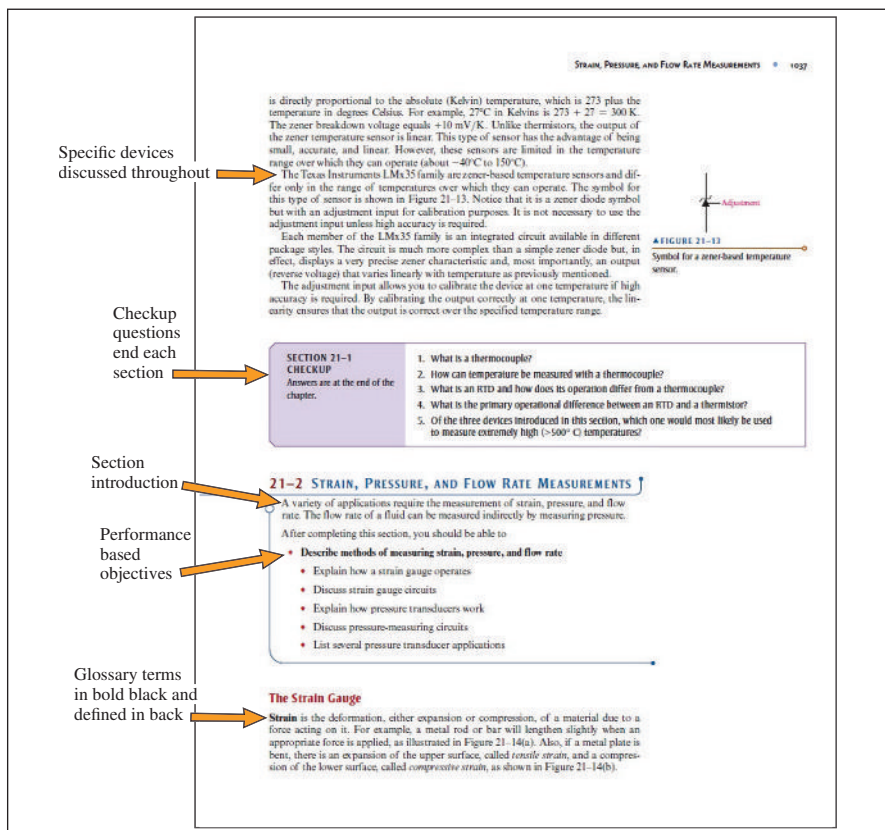 STRAIN, PRESSURE, AND FLOW RATE MEASUREMENTS • 1037
is directly proportional to the absolute (Kelvin) temperature, which is 273 plus the
temperature in degrees Celsius. For example, 27°C in Kelvins is 273 + 27 = 300 K.
The zener breakdown voltage equals +10 mV/K. Unlike thermistors, the output of
the zener temperature sensor is linear. This type of sensor has the advantage of being
small, accurate, and linear. However, these sensors are limited in the temperature
range over which they can operate (about −40°C to 150°C).
Specific devices
discussed throughout
The Texas Instruments LMx35 family are zener-based temperature sensors and dif-
fer only in the range of temperatures over which they can operate. The symbol for
this type of sensor is shown in Figure 21–13. Notice that it is a zener diode symbol
but with an adjustment input for calibration purposes. It is not necessary to use the
adjustment input unless high accuracy is required.
Each member of the LMx35 family is an integrated circuit available in different
package styles. The circuit is much more complex than a simple zener diode but, in
effect, displays a very precise zener characteristic and, most importantly, an output
(reverse voltage) that varies linearly with temperature as previously mentioned.
The adjustment input allows you to calibrate the device at one temperature if high
accuracy is required. By calibrating the output correctly at one temperature, the lin-
earity ensures that the output is correct over the specified temperature range.
Adjustment
▲FIGURE 21–13
Symbol for a zener-based temperature
sensor.
Checkup
questions
end each
section
SECTION 21–1
CHECKUP
Answers are at the end of the
chapter.
1. What is a thermocouple?
2. How can temperature be measured with a thermocouple?
3. What is an RTD and how does its operation differ from a thermocouple?
4. What is the primary operational difference between an RTD and a thermistor?
5. Of the three devices introduced in this section, which one would most likely be used
to measure extremely high (>500° C) temperatures?
Section
introduction
21–2 STRAIN, PRESSURE, AND FLOW RATE MEASUREMENTS
A variety of applications require the measurement of strain, pressure, and flow
rate. The flow rate of a fluid can be measured indirectly by measuring pressure.
After completing this section, you should be able to
Performance
based
objectives
• Describe methods of measuring strain, pressure, and flow rate
• Explain how a strain gauge operates
• Discuss strain gauge circuits
• Explain how pressure transducers work
• Discuss pressure-measuring circuits
• List several pressure transducer applications
Glossary terms
in bold black and
defined in back
The Strain Gauge
Strain is the deformation, either expansion or compression, of a material due to a
force acting on it. For example, a metal rod or bar will lengthen slightly when an
appropriate force is applied, as illustrated in Figure 21–14(a). Also, if a metal plate is
bent, there is an expansion of the upper surface, called tensile strain, and a compres-
sion of the lower surface, called compressive strain, as shown in Figure 21–14(b).